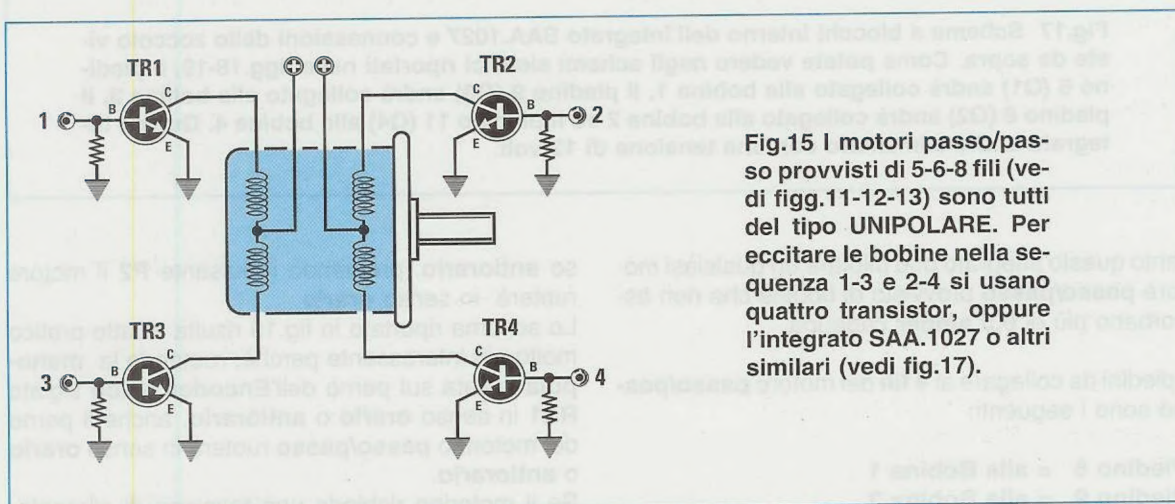 TR1
+ +
TR2
1 B C E
C B E 2
TR3
TR4
3 B C E
C B E 4
Fig.15 I motori passo/pas-
so provvisti di 5-6-8 fili (ve-
di figg.11-12-13) sono tutti
del tipo UNIPOLARE. Per
eccitare le bobine nella se-
quenza 1-3 e 2-4 si usano
quattro transistor, oppure
l'integrato SAA.1027 o altri
similari (vedi fig.17).